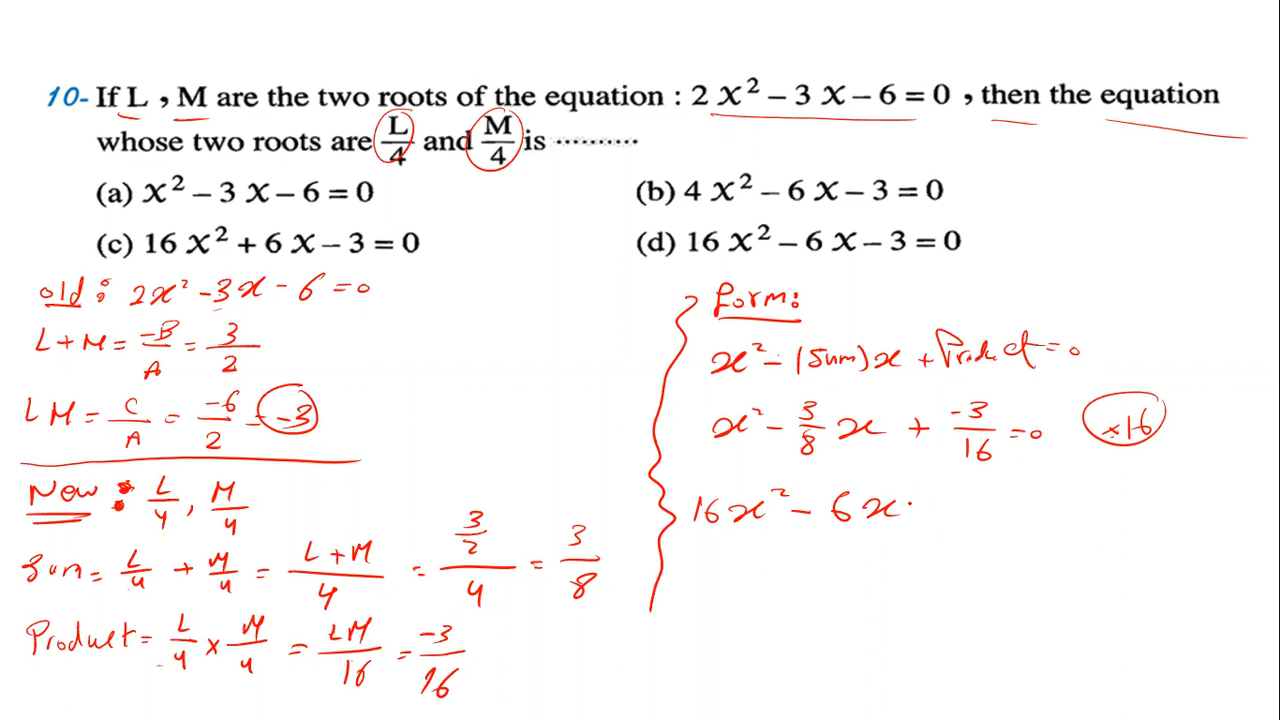 10- If L , M are the two roots of the equation : 2 x² – 3 x – 6 = 0 , then the equation
whose two roots are L/4 and M/4 is ··········
(a) x² – 3 x – 6 = 0
(b) 4 x² – 6 x – 3 = 0
(c) 16 x² + 6 x – 3 = 0
(d) 16 x² – 6 x – 3 = 0
old : 2x² - 3x - 6 = 0
L + M = -B/A = 3/2
LM = C/A = -6/2 = -3
New : L/4 , M/4
Sum = L/4 + M/4 = L+M/4 = 3/2/4 = 3/8
Product = L/4 × M/4 = LM/16 = -3/16
form:
x² - (Sum)x + Product = 0
x² - 3/8 x + -3/16 = 0 ×16
16x² - 6x